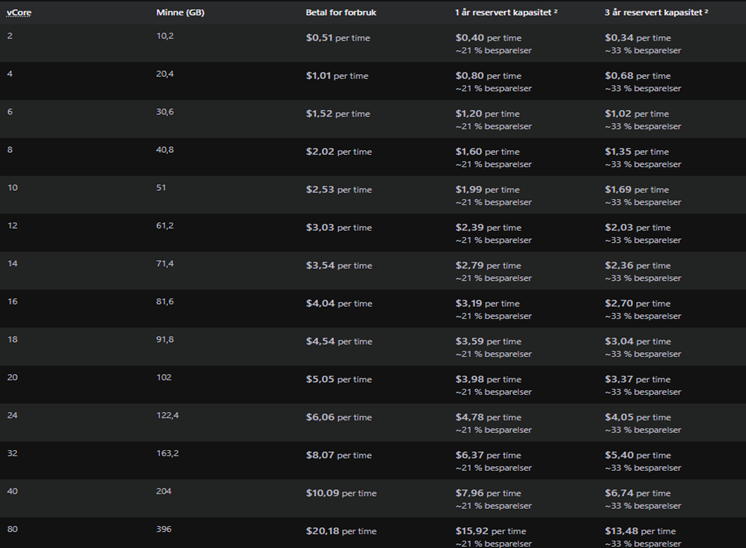 vCore Minne (GB) Betal for forbruk 1 år reservert kapasitet ² 3 år reservert kapasitet ²
2 10,2 $0,51 per time $0,40 per time $0,34 per time
~21 % besparelser ~33 % besparelser
4 20,4 $1,01 per time $0,80 per time $0,68 per time
~21 % besparelser ~33 % besparelser
6 30,6 $1,52 per time $1,20 per time $1,02 per time
~21 % besparelser ~33 % besparelser
8 40,8 $2,02 per time $1,60 per time $1,35 per time
~21 % besparelser ~33 % besparelser
10 51 $2,53 per time $1,99 per time $1,69 per time
~21 % besparelser ~33 % besparelser
12 61,2 $3,03 per time $2,39 per time $2,03 per time
~21 % besparelser ~33 % besparelser
14 71,4 $3,54 per time $2,79 per time $2,36 per time
~21 % besparelser ~33 % besparelser
16 81,6 $4,04 per time $3,19 per time $2,70 per time
~21 % besparelser ~33 % besparelser
18 91,8 $4,54 per time $3,59 per time $3,04 per time
~21 % besparelser ~33 % besparelser
20 102 $5,05 per time $3,98 per time $3,37 per time
~21 % besparelser ~33 % besparelser
24 122,4 $6,06 per time $4,78 per time $4,05 per time
~21 % besparelser ~33 % besparelser
32 163,2 $8,07 per time $6,37 per time $5,40 per time
~21 % besparelser ~33 % besparelser
40 204 $10,09 per time $7,96 per time $6,74 per time
~21 % besparelser ~33 % besparelser
80 396 $20,18 per time $15,92 per time $13,48 per time
~21 % besparelser ~33 % besparelser